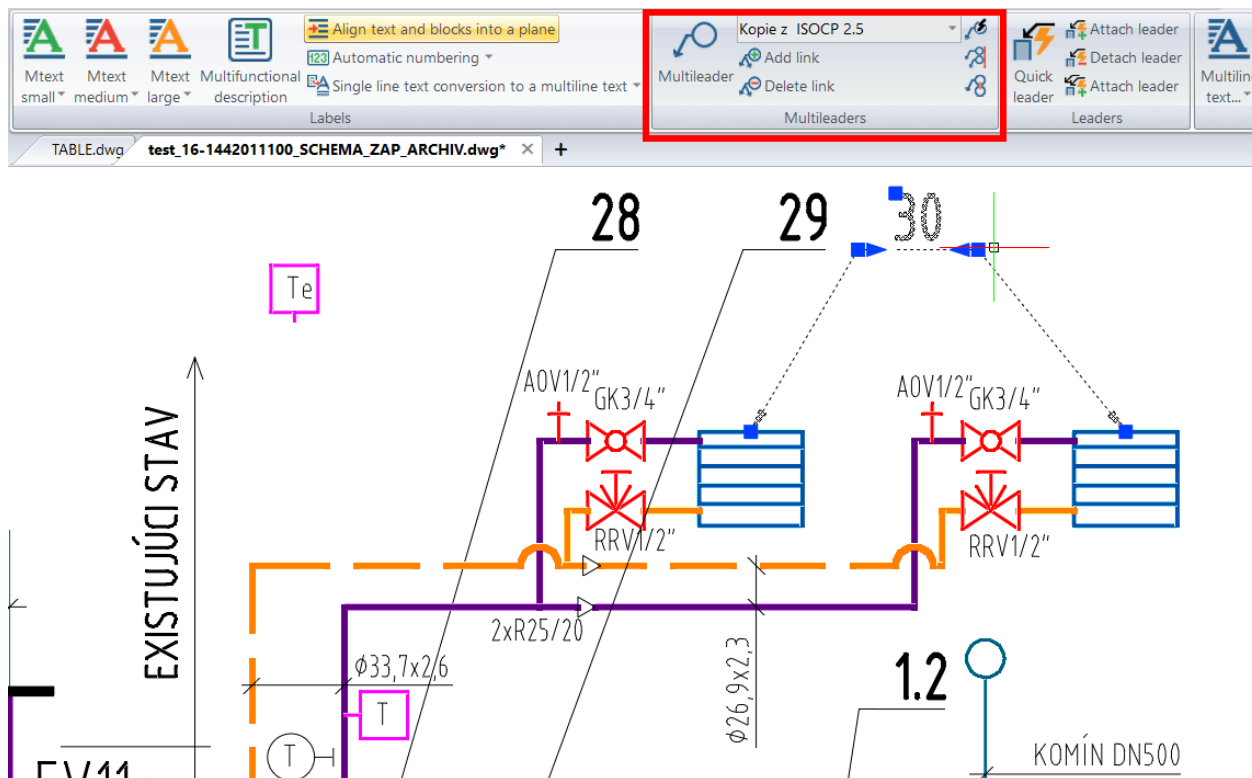 Mtext small
Mtext medium
Mtext large
Multifunctional description
Align text and blocks into a plane
123 Automatic numbering
Single line text conversion to a multiline text
Labels
Multileader
Kopie z ISOCP 2.5
Add link
Delete link
Multileaders
Quick leader
Attach leader
Detach leader
Attach leader
Leaders
Multilin
text...
TABLE.dwg
test_16-1442011100_SCHEMA_ZAP_ARCHIV.dwg*
28
29
30
Te
AOV1/2"
GK3/4"
AOV1/2"
GK3/4"
EXISTUJÚCI STAV
RRV1/2"
RRV1/2"
2xR25/20
ϕ33,7x2,6
ϕ26,9x2,3
1.2
T
T
KOMÍN DN500